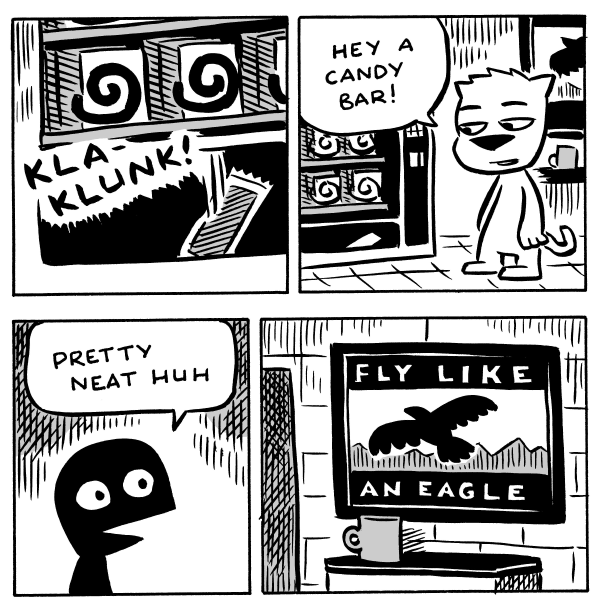 KLA-
KLUNK!
HEY A
CANDY
BAR!
PRETTY
NEAT HUH
FLY LIKE
AN EAGLE